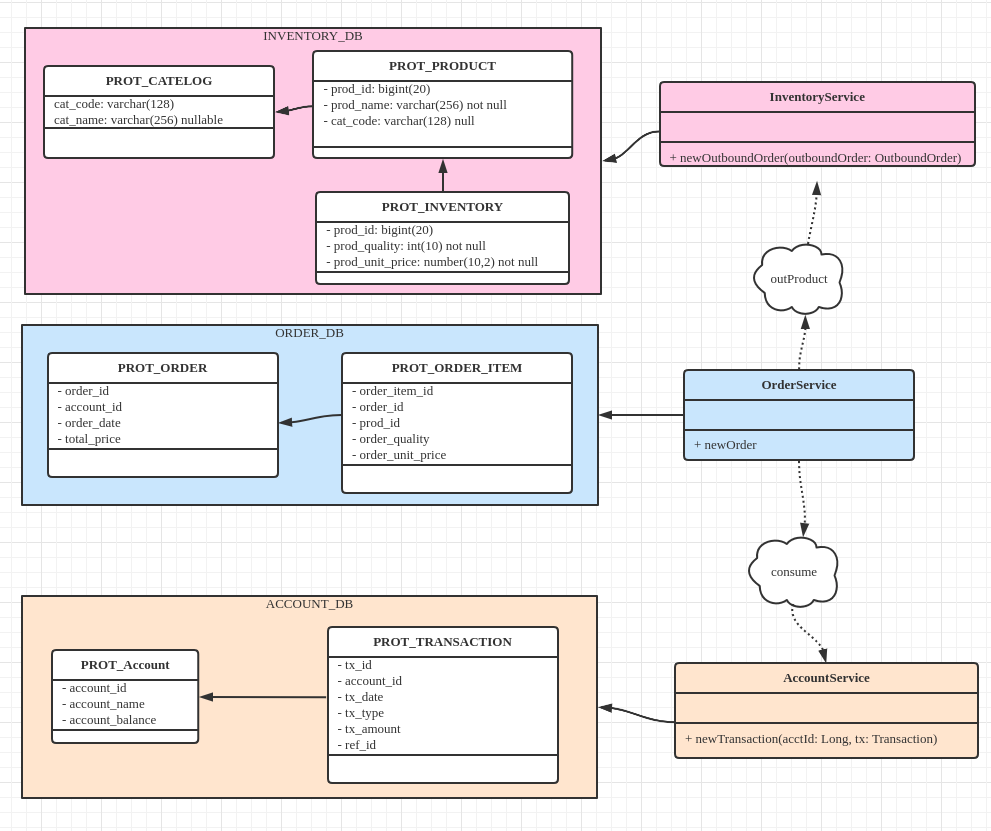 INVENTORY_DB
PROT_CATELOG
cat_code: varchar(128)
cat_name: varchar(256) nullable
PROT_PRODUCT
- prod_id: bigint(20)
- prod_name: varchar(256) not null
- cat_code: varchar(128) null
PROT_INVENTORY
- prod_id: bigint(20)
- prod_quality: int(10) not null
- prod_unit_price: number(10,2) not null
InventoryService
+ newOutboundOrder(outboundOrder: OutboundOrder)
outProduct
ORDER_DB
PROT_ORDER
- order_id
- account_id
- order_date
- total_price
PROT_ORDER_ITEM
- order_item_id
- order_id
- prod_id
- order_quality
- order_unit_price
OrderService
+ newOrder
consume
ACCOUNT_DB
PROT_Account
- account_id
- account_name
- account_balance
PROT_TRANSACTION
- tx_id
- account_id
- tx_date
- tx_type
- tx_amount
- ref_id
AccountService
+ newTransaction(acctId: Long, tx: Transaction)